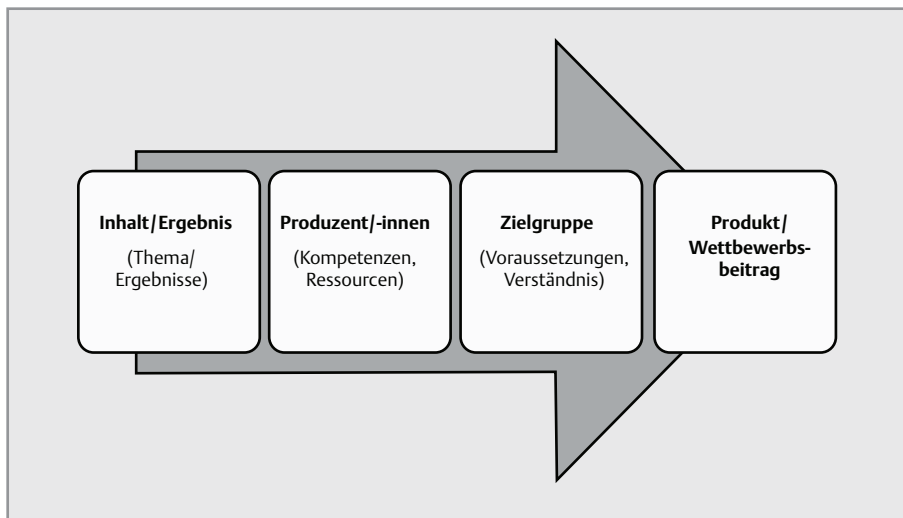 Inhalt/Ergebnis
(Thema/
Ergebnisse)
Produzent/-innen
(Kompetenzen,
Ressourcen)
Zielgruppe
(Voraussetzungen,
Verständnis)
Produkt/
Wettbewerbs-
beitrag